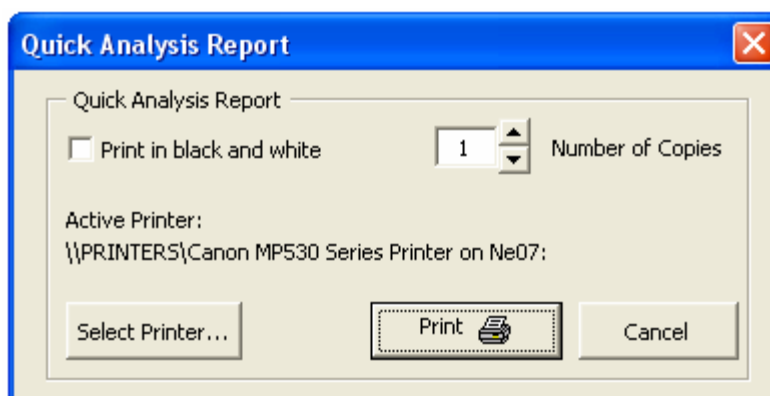 Quick Analysis Report
Quick Analysis Report
Print in black and white 1 Number of Copies
Active Printer:
\\PRINTERS\Canon MP530 Series Printer on Ne07:
Select Printer... Print Cancel